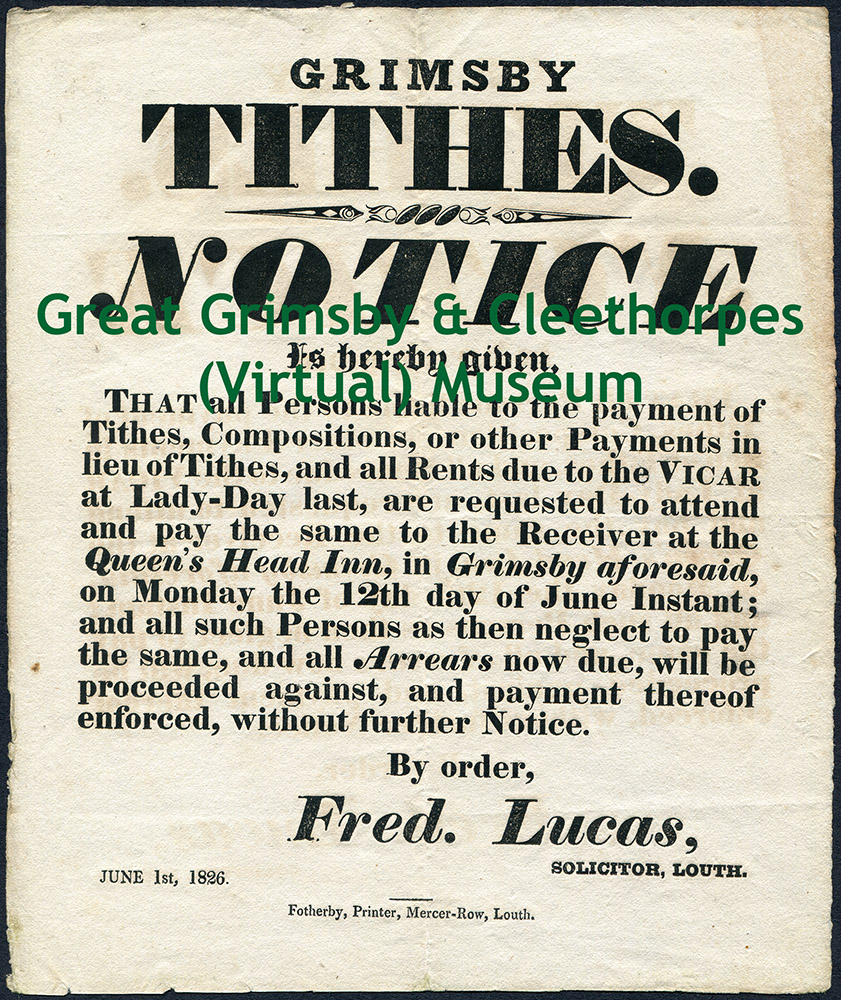 GRIMSBY
TITHES.
NOTICE
Great Grimsby & Cleethorpes
Is hereby given,
(Virtual) Museum
THAT all Persons liable to the payment of
Tithes, Compositions, or other Payments in
lieu of Tithes, and all Rents due to the VICAR
at Lady-Day last, are requested to attend
and pay the same to the Receiver at the
Queen's Head Inn, in Grimsby aforesaid,
on Monday the 12th day of June Instant;
and all such Persons as then neglect to pay
the same, and all Arrears now due, will be
proceeded against, and payment thereof
enforced, without further Notice.
By order,
Fred. Lucas,
SOLICITOR, LOUTH.
JUNE 1st, 1826.
Fotherby, Printer, Mercer-Row, Louth.